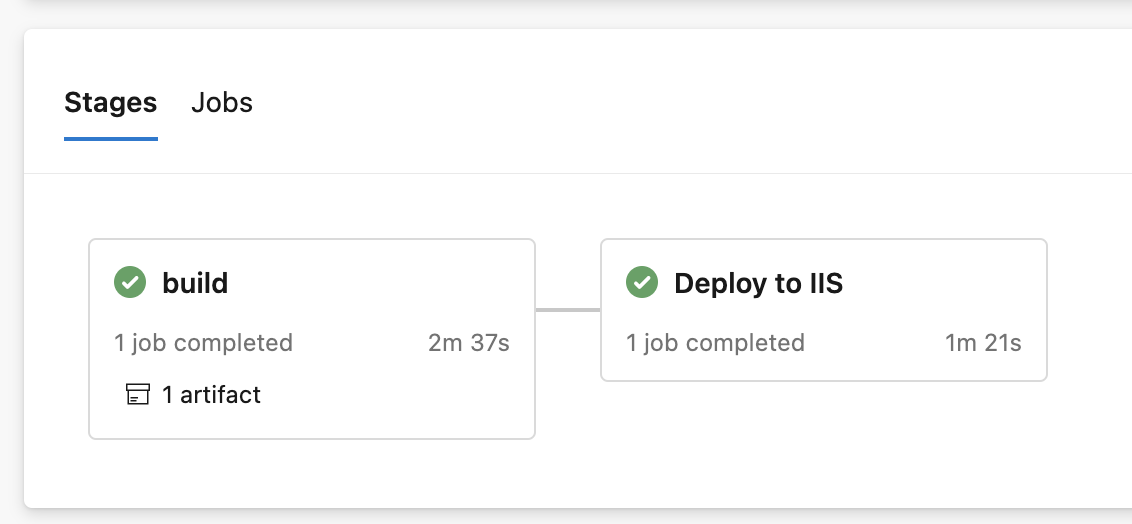 Stages Jobs
build
1 job completed 2m 37s
1 artifact
Deploy to IIS
1 job completed 1m 21s